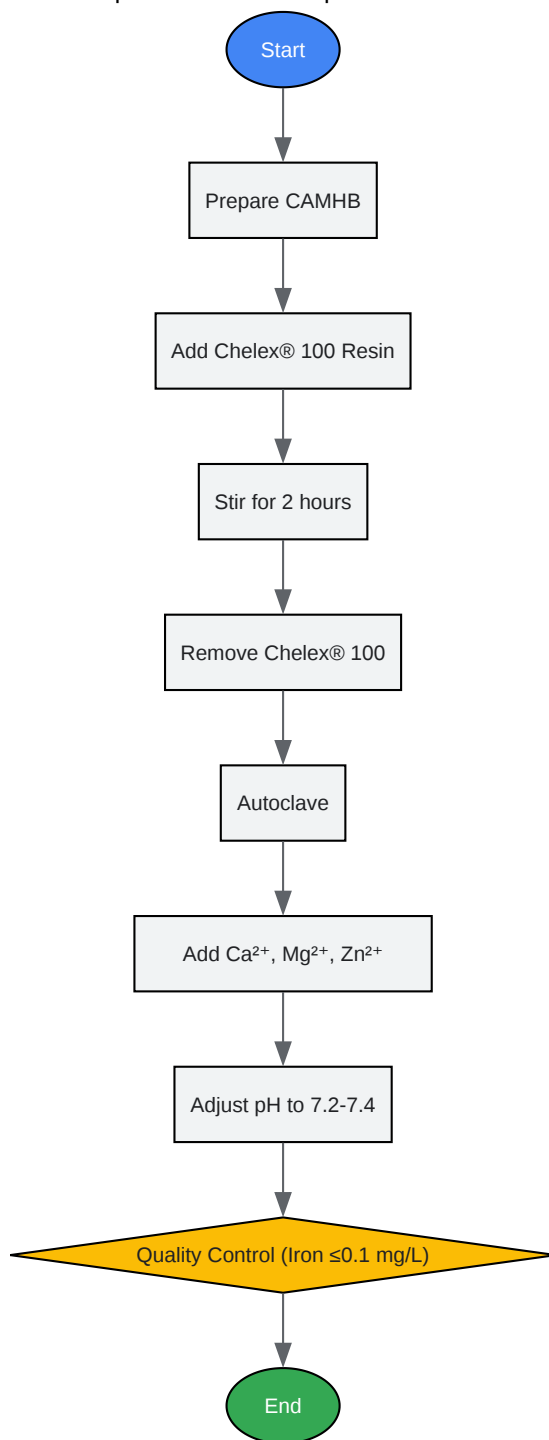 Start
Prepare CAMHB
Add Chelex® 100 Resin
Stir for 2 hours
Remove Chelex® 100
Autoclave
Add Ca²⁺, Mg²⁺, Zn²⁺
Adjust pH to 7.2-7.4
Quality Control (Iron ≤0.1 mg/L)
End